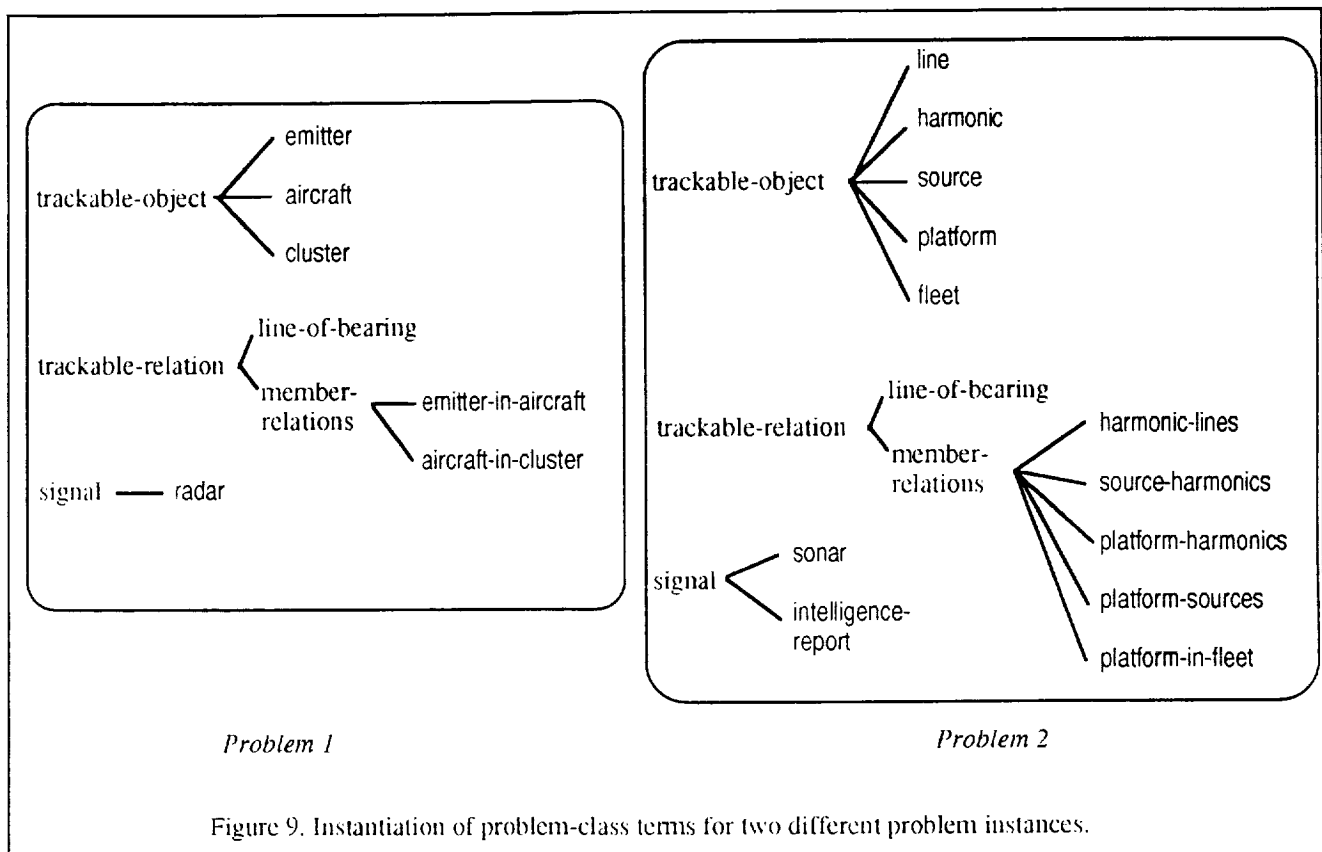 emitter
trackable-object
aircraft
cluster
line-of-bearing
trackable-relation
member-
relations
emitter-in-aircraft
aircraft-in-cluster
signal
radar
Problem 1
line
harmonic
trackable-object
source
platform
fleet
line-of-bearing
trackable-relation
member-
relations
harmonic-lines
source-harmonics
platform-harmonics
platform-sources
platform-in-fleet
sonar
signal
intelligence-
report
Problem 2
Figure 9. Instantiation of problem-class terms for two different problem instances.